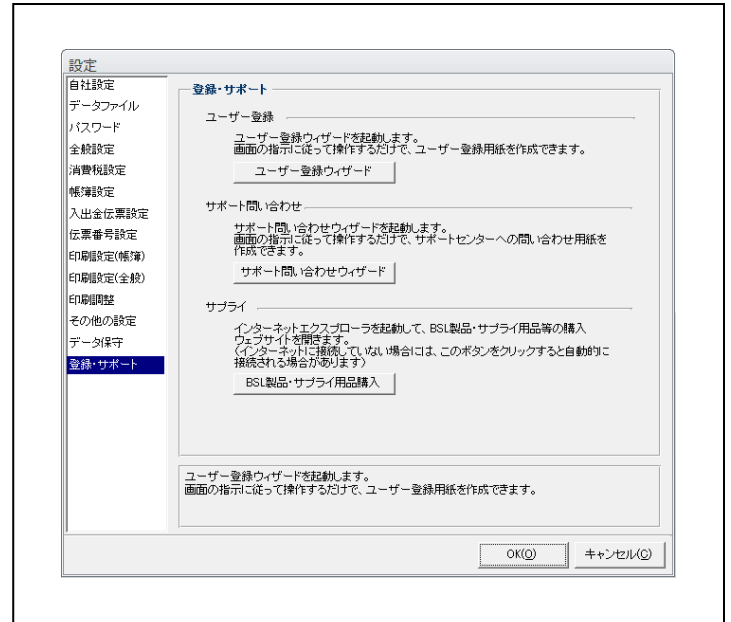 設定
自社設定
データファイル
パスワード
全般設定
消費税設定
帳簿設定
入出金伝票設定
伝票番号設定
印刷設定(帳簿)
印刷設定(全般)
印刷調整
その他の設定
データ保守
登録・サポート
登録・サポート
ユーザー登録
ユーザー登録ウィザードを起動します。
画面の指示に従って操作するだけで、ユーザー登録用紙を作成できます。
ユーザー登録ウィザード
サポート問い合わせ
サポート問い合わせウィザードを起動します。
画面の指示に従って操作するだけで、サポートセンターへの問い合わせ用紙を
作成できます。
サポート問い合わせウィザード
サプライ
インターネットエクスプローラを起動して、BSL製品・サプライ用品等の購入
ウェブサイトを開きます。
(インターネットに接続していない場合には、このボタンをクリックすると自動的に
接続される場合があります)
BSL製品・サプライ用品購入
ユーザー登録ウィザードを起動します。
画面の指示に従って操作するだけで、ユーザー登録用紙を作成できます。
OK(O)
キャンセル(C)